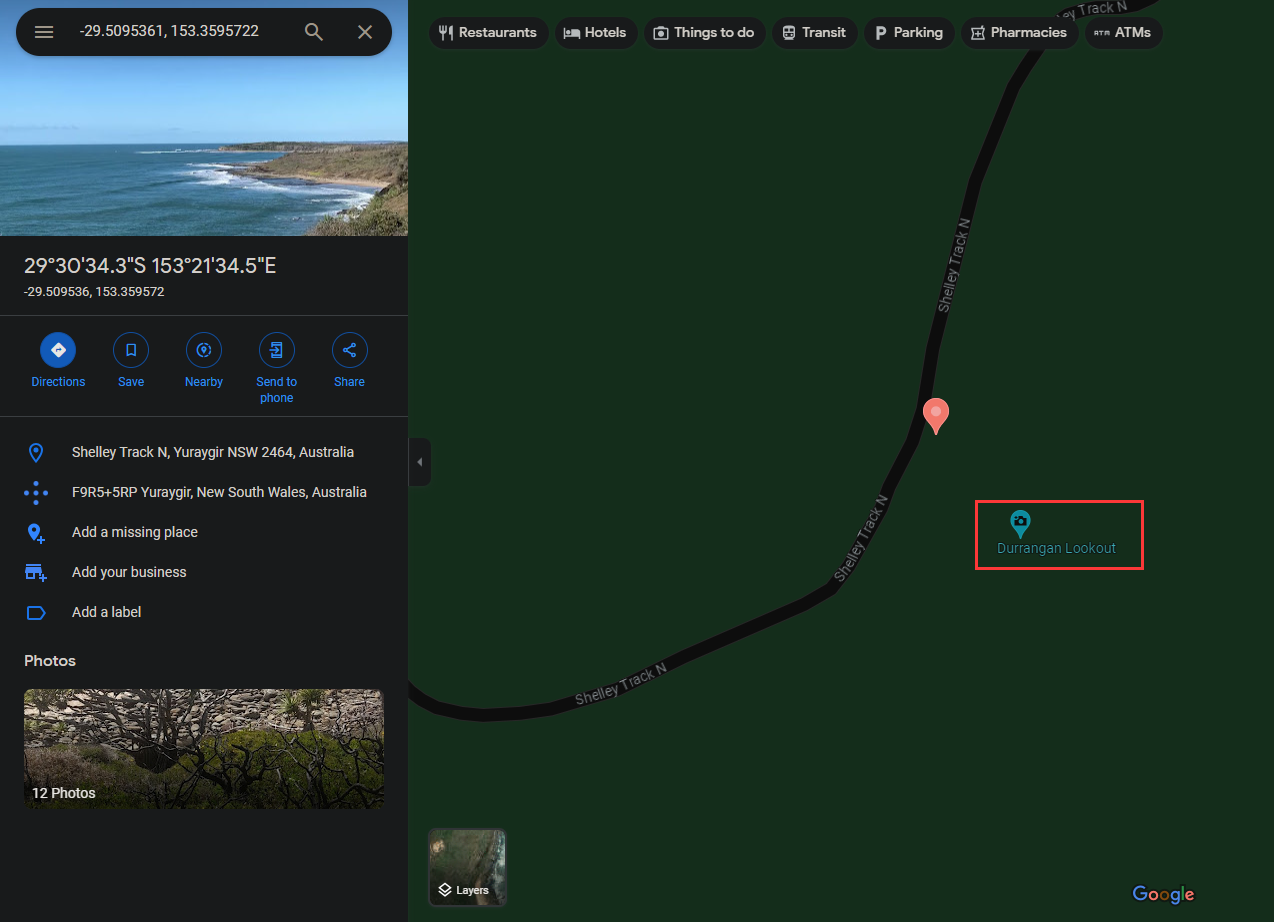 -29.5095361, 153.3595722
Restaurants
Hotels
Things to do
Transit
Parking
Pharmacies
ATM ATMs
ey Track N
29°30'34.3"S 153°21'34.5"E
-29.509536, 153.359572
Directions
Save
Nearby
Send to
phone
Share
Shelley Track N, Yuraygir NSW 2464, Australia
F9R5+5RP Yuraygir, New South Wales, Australia
Add a missing place
Add your business
Add a label
Photos
12 Photos
Shelley Track N
Shelley Track N
Shelley Track N
Durrangan Lookout
Layers
Google